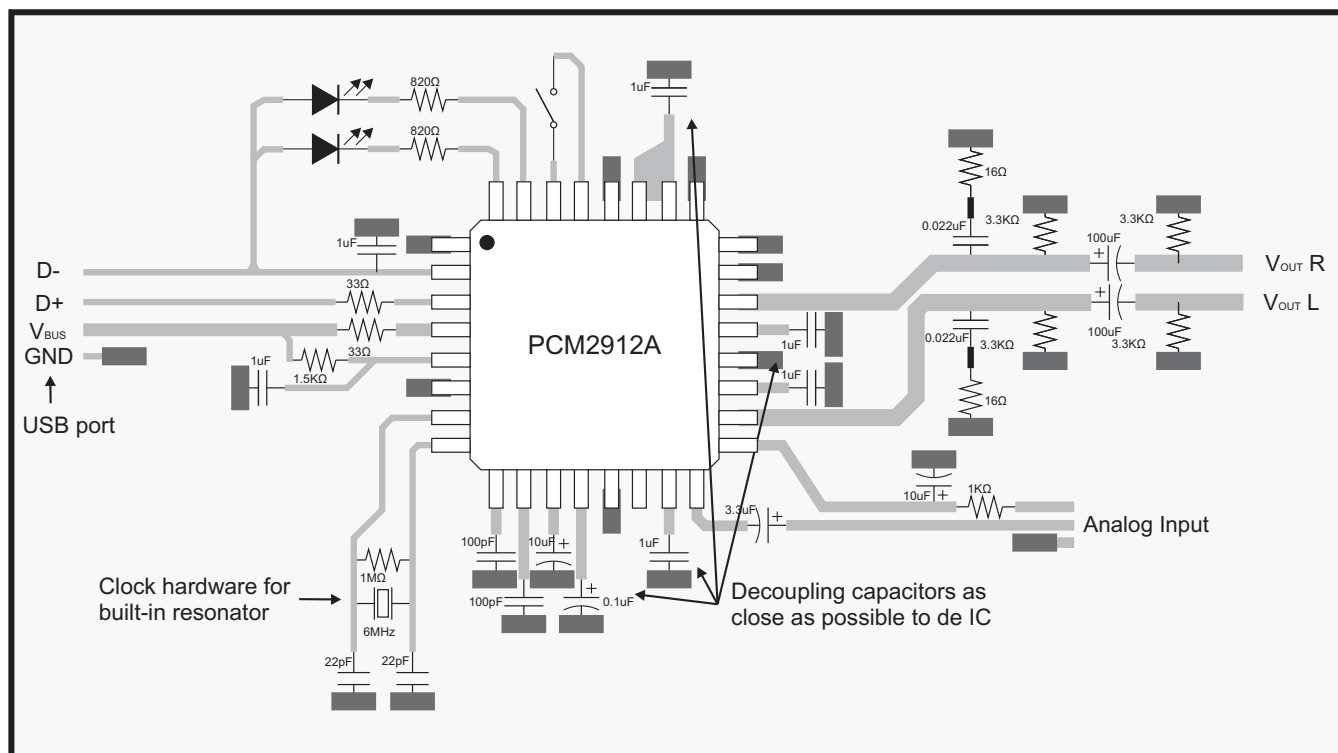 820Ω
1uF
820Ω
16Ω
1uF
0.022uF
3.3KΩ
3.3KΩ
100uF
D-
VOUT R
33Ω
D+
VOUT L
VBUS
PCM2912A
1uF
0.022uF
3.3KΩ
100uF
3.3KΩ
GND
1uF
33Ω
1.5KΩ
1uF
16Ω
USB port
10uF
1KΩ
3.3uF
Analog Input
100pF
10uF
1uF
1MΩ
Clock hardware for
built-in resonator
100pF
0.1uF
Decoupling capacitors as
close as possible to de IC
6MHz
22pF
22pF